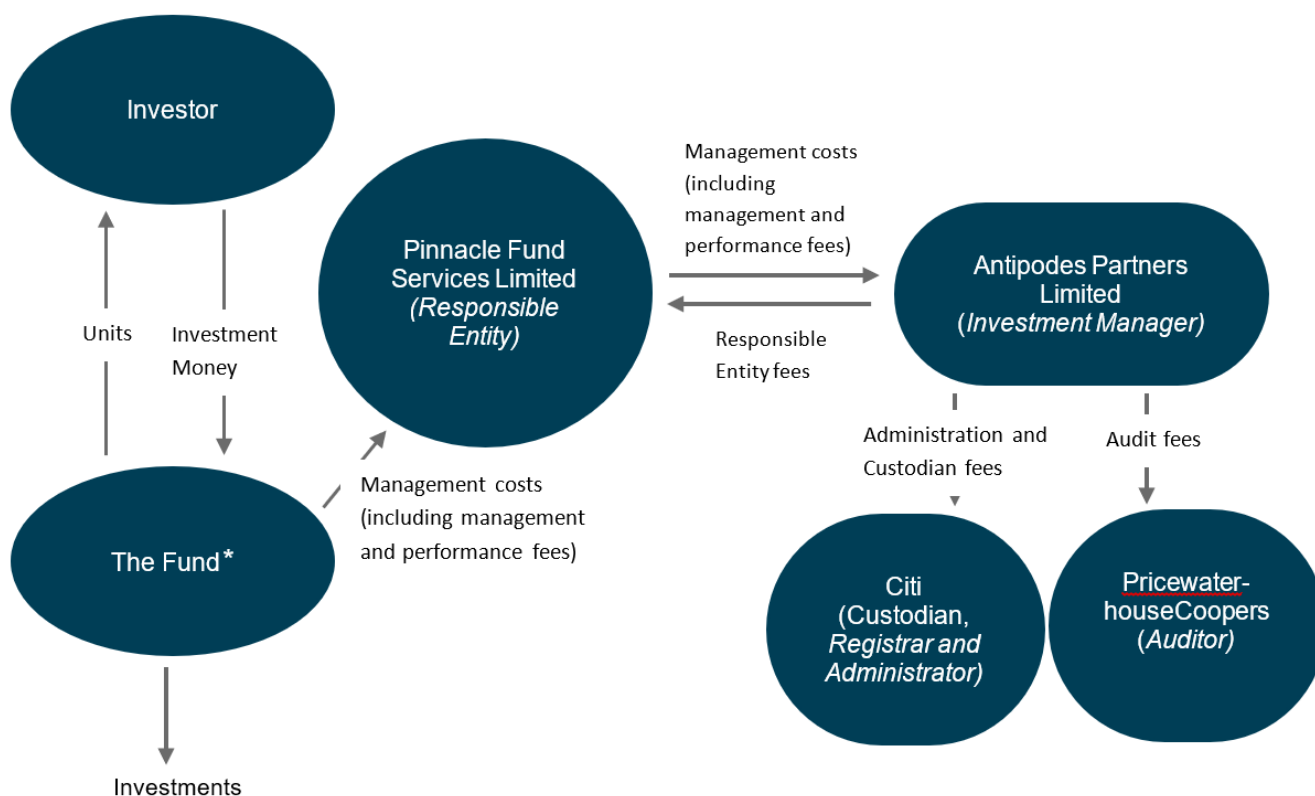 Investor
Units
Investment
Money
The Fund*
Investments
Management costs
(including management
and performance fees)
Pinnacle Fund
Services Limited
(Responsible
Entity)
Management costs
(including
management and
performance fees)
Responsible
Entity fees
Antipodes Partners
Limited
(Investment Manager)
Administration and
Custodian fees
Audit fees
Citi
(Custodian,
Registrar and
Administrator)
Pricewater-
houseCoopers
(Auditor)